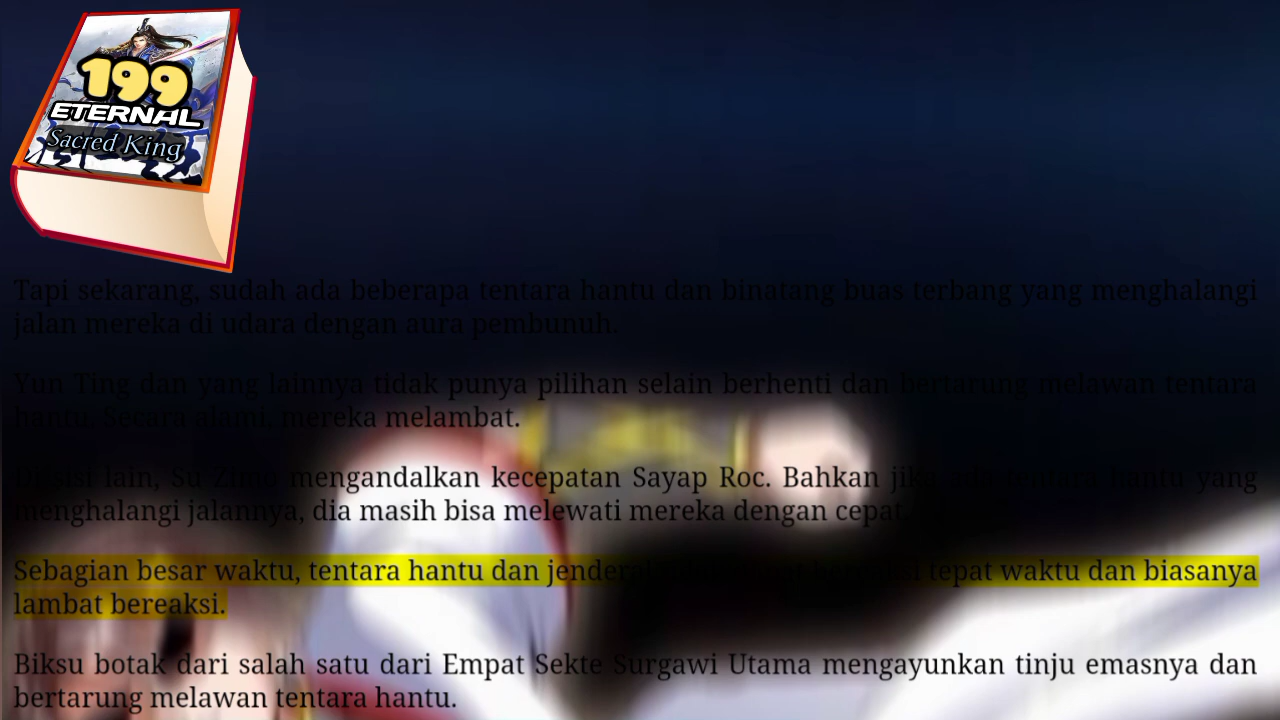 199
ETERNAL
Sacred King
Tapi sekarang, sudah ada beberapa tentara hantu dan binatang buas terbang yang menghalangi
jalan mereka di udara dengan aura pembunuh.
Yun Ting dan yang lainnya tidak punya pilihan selain berhenti dan bertarung melawan tentara
hantu. Secara alami, mereka melambat.
Di sisi lain, Su Zimo mengandalkan kecepatan Sayap Roc. Bahkan jika ada tentara hantu yang
menghalangi jalannya, dia masih bisa melewati mereka dengan cepat.
Sebagian besar waktu, tentara hantu dan jenderal tepat waktu dan biasanya
lambat bereaksi.
Biksu botak dari salah satu dari Empat Sekte Surgawi Utama mengayunkan tinju emasnya dan
bertarung melawan tentara hantu.